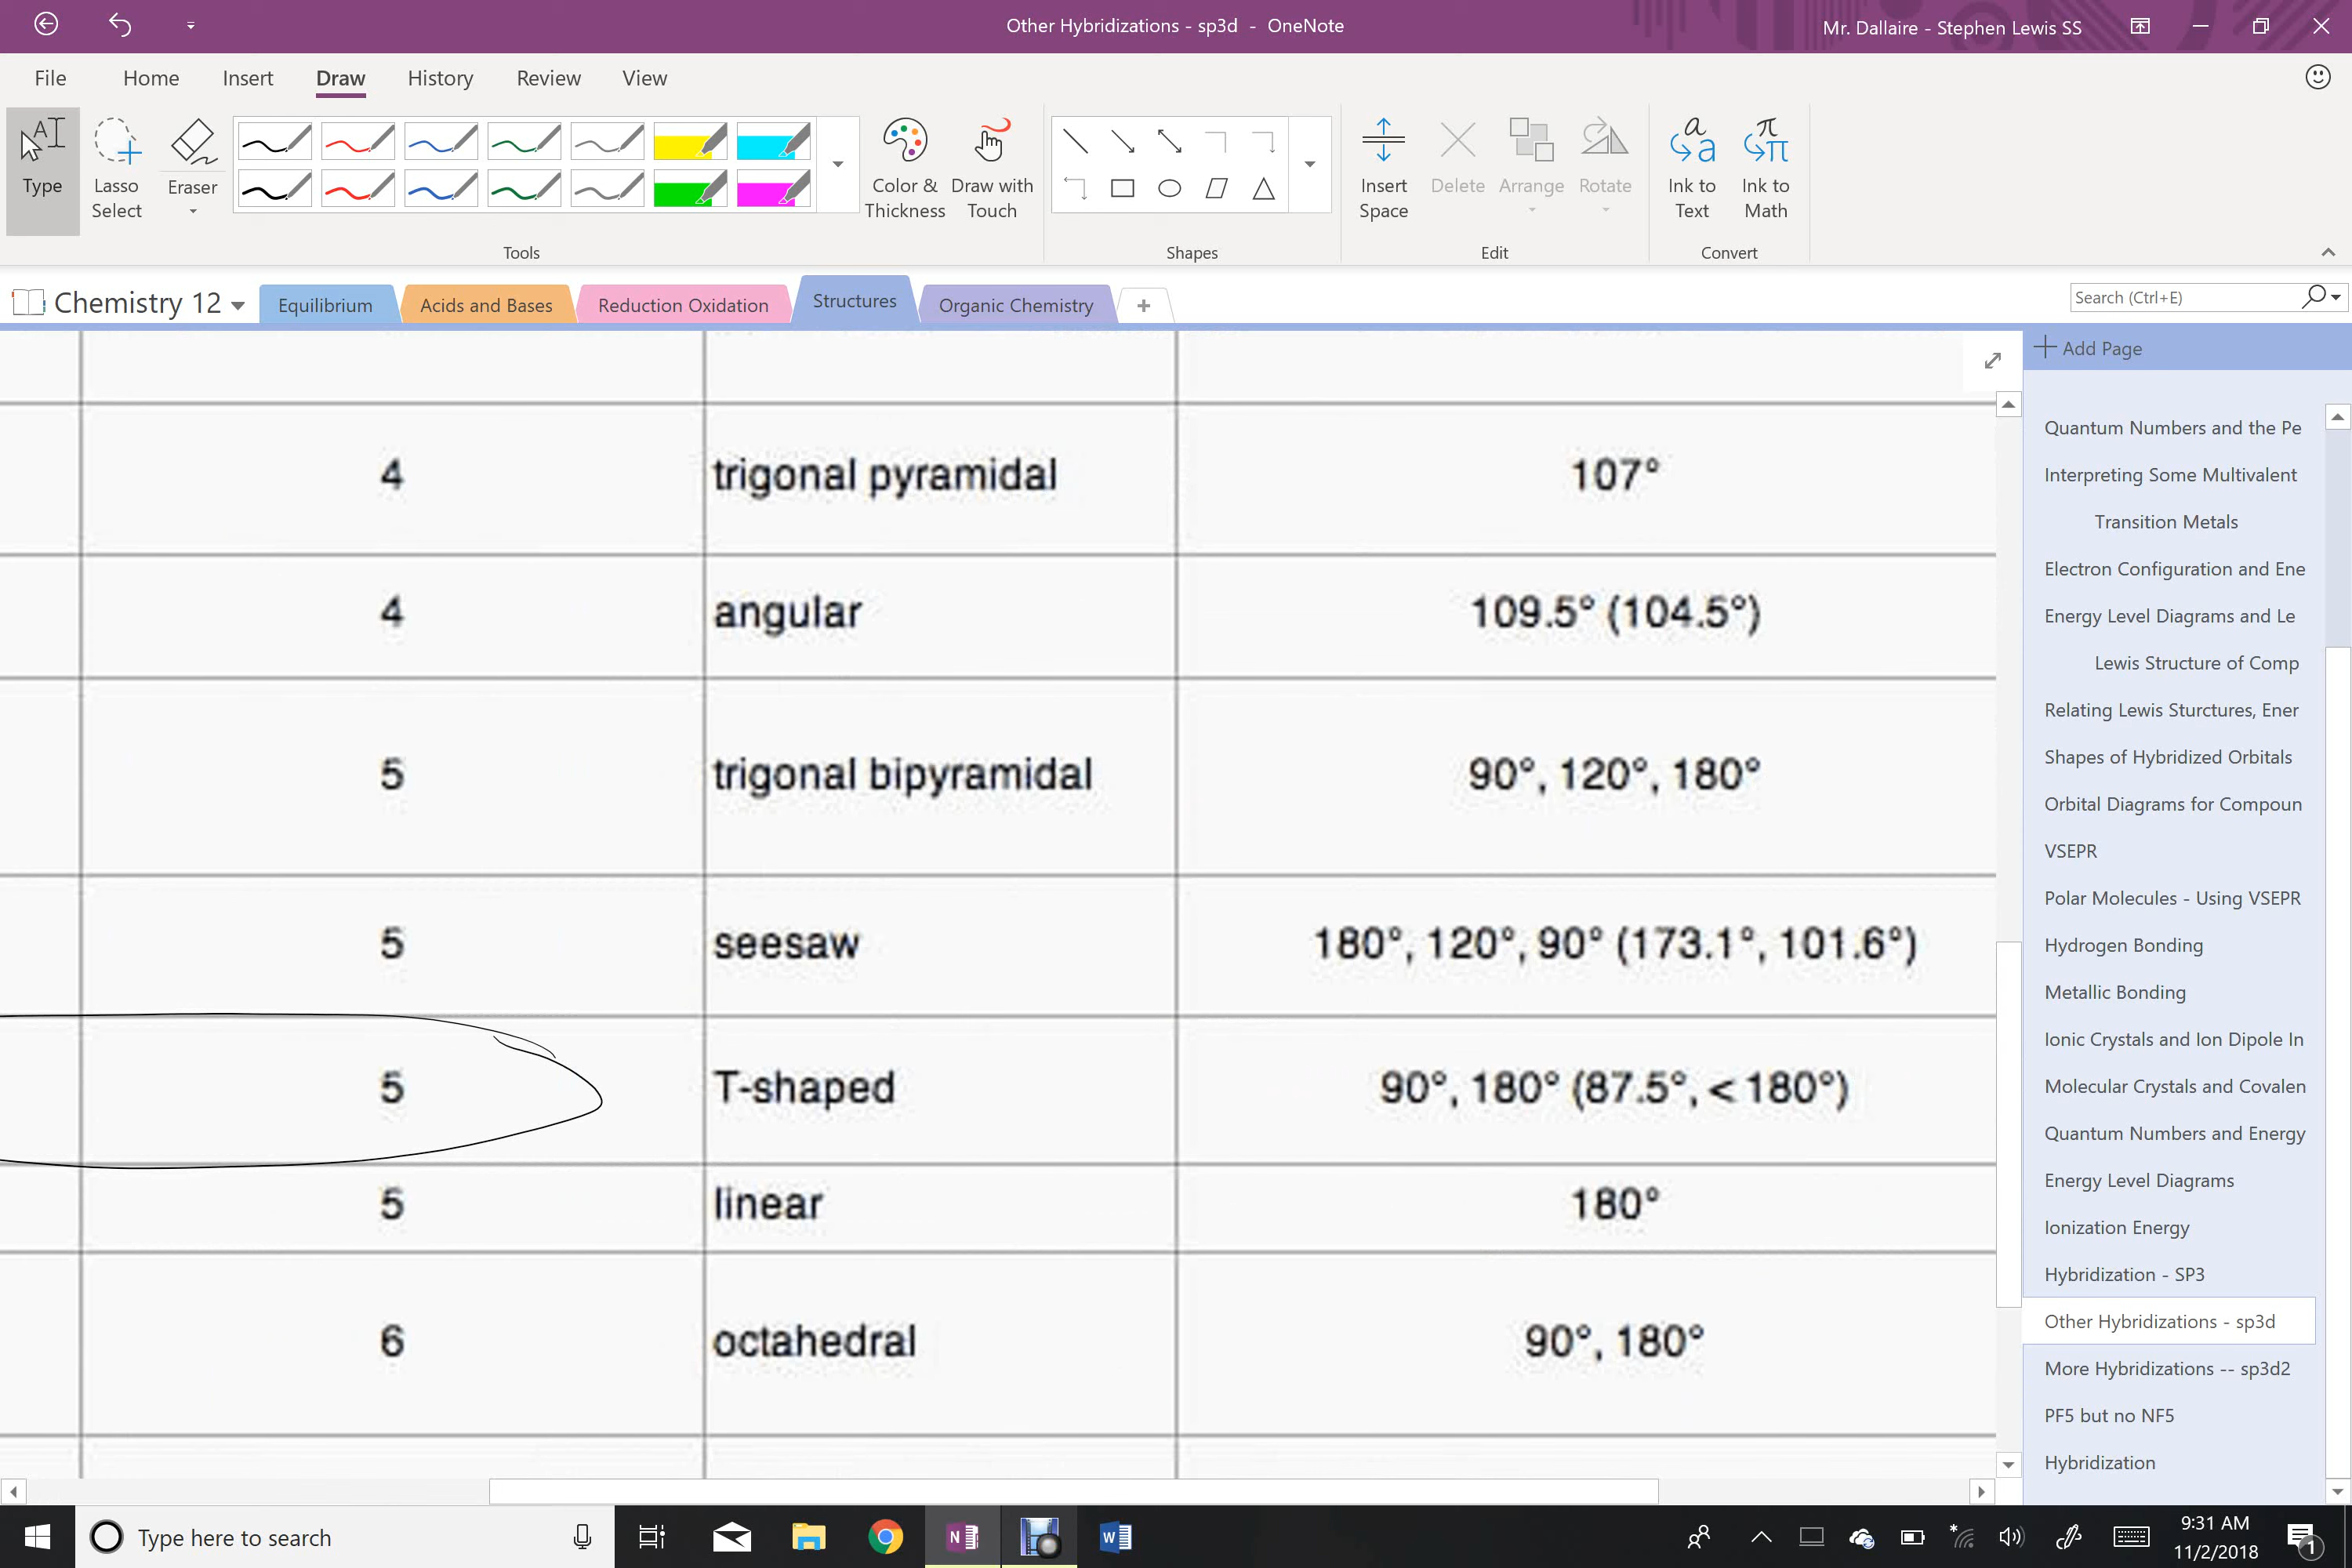 Other Hybridizations - sp3d - OneNote
Mr. Dallaire - Stephen Lewis SS
File Home Insert Draw History Review View
Type
Lasso Select
Eraser
Color & Thickness
Draw with Touch
Insert Space
Delete
Arrange
Rotate
Ink to Text
Ink to Math
Tools
Shapes
Edit
Convert
Chemistry 12
Equilibrium
Acids and Bases
Reduction Oxidation
Structures
Organic Chemistry
+
Search (Ctrl+E)
4 trigonal pyramidal 107°
4 angular 109.5° (104.5°)
5 trigonal bipyramidal 90°, 120°, 180°
5 seesaw 180°, 120°, 90° (173.1°, 101.6°)
5 T-shaped 90°, 180° (87.5°, < 180°)
5 linear 180°
6 octahedral 90°, 180°
Add Page
Quantum Numbers and the Pe
Interpreting Some Multivalent
Transition Metals
Electron Configuration and Ene
Energy Level Diagrams and Le
Lewis Structure of Comp
Relating Lewis Sturctures, Ener
Shapes of Hybridized Orbitals
Orbital Diagrams for Compoun
VSEPR
Polar Molecules - Using VSEPR
Hydrogen Bonding
Metallic Bonding
Ionic Crystals and Ion Dipole In
Molecular Crystals and Covalen
Quantum Numbers and Energy
Energy Level Diagrams
Ionization Energy
Hybridization - SP3
Other Hybridizations - sp3d
More Hybridizations -- sp3d2
PF5 but no NF5
Hybridization
Type here to search
9:31 AM
11/2/2018
1